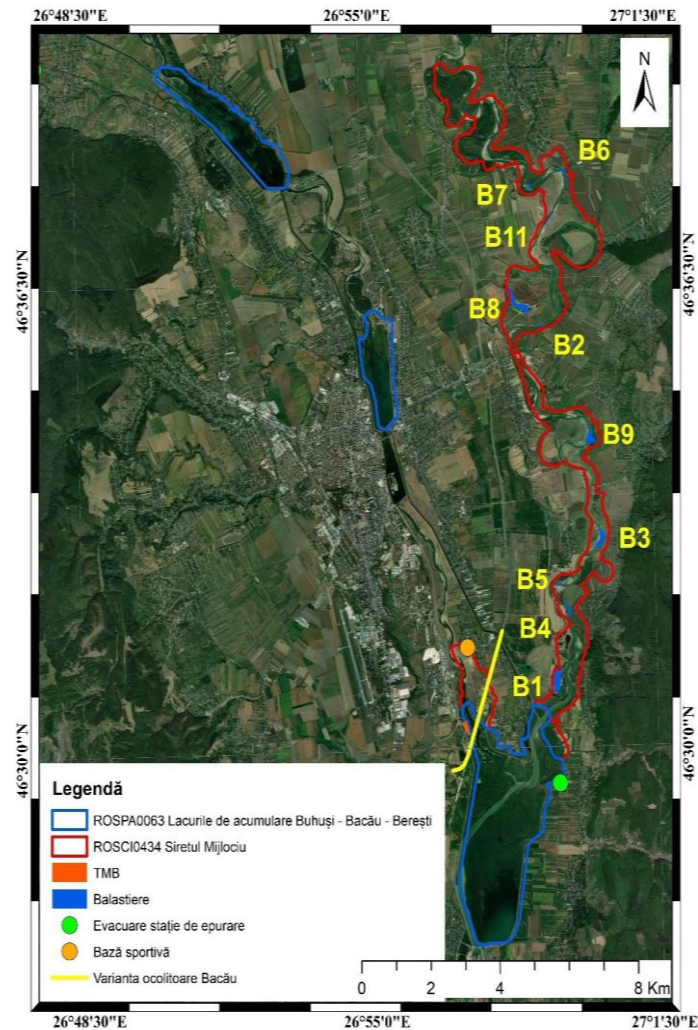 26°48'30"E 26°55'0"E 27°1'30"E
N
B6
B7
B11
46°36'30"N 46°36'30"N
B8
B2
B9
B3
B5
B4
B1
46°30'0"N 46°30'0"N
Legendă
ROSPA0063 Lacurile de acumulare Buhuși - Bacău - Berești
ROSCI0434 Siretul Mijlociu
TMB
Balastiere
Evacuare stație de epurare
Bază sportivă
Varianta ocolitoare Bacău
0 2 4 8 Km
26°48'30"E 26°55'0"E 27°1'30"E